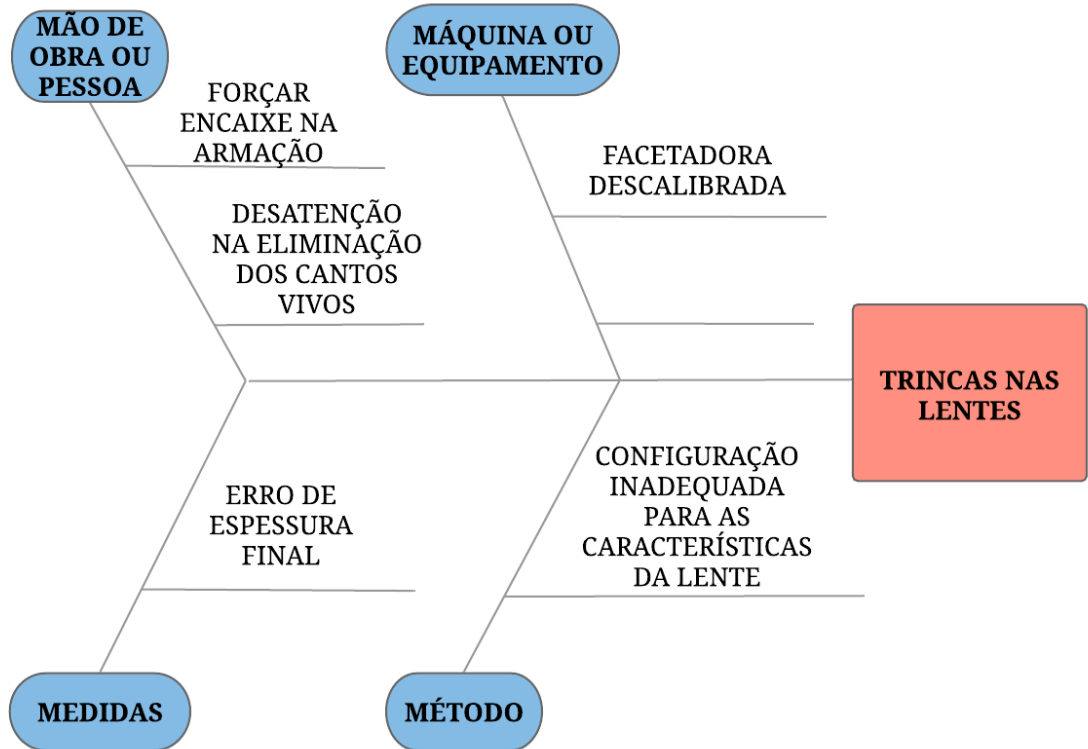 MÃO DE
OBRA OU
PESSOA
FORÇAR
ENCAIXE NA
ARMAÇÃO
DESATENÇÃO
NA ELIMINAÇÃO
DOS CANTOS
VIVOS
MÁQUINA OU
EQUIPAMENTO
FACETADORA
DESCALIBRADA
TRINCAS NAS
LENTES
ERRO DE
ESPESSURA
FINAL
MEDIDAS
CONFIGURAÇÃO
INADEQUADA
PARA AS
CARACTERÍSTICAS
DA LENTE
MÉTODO